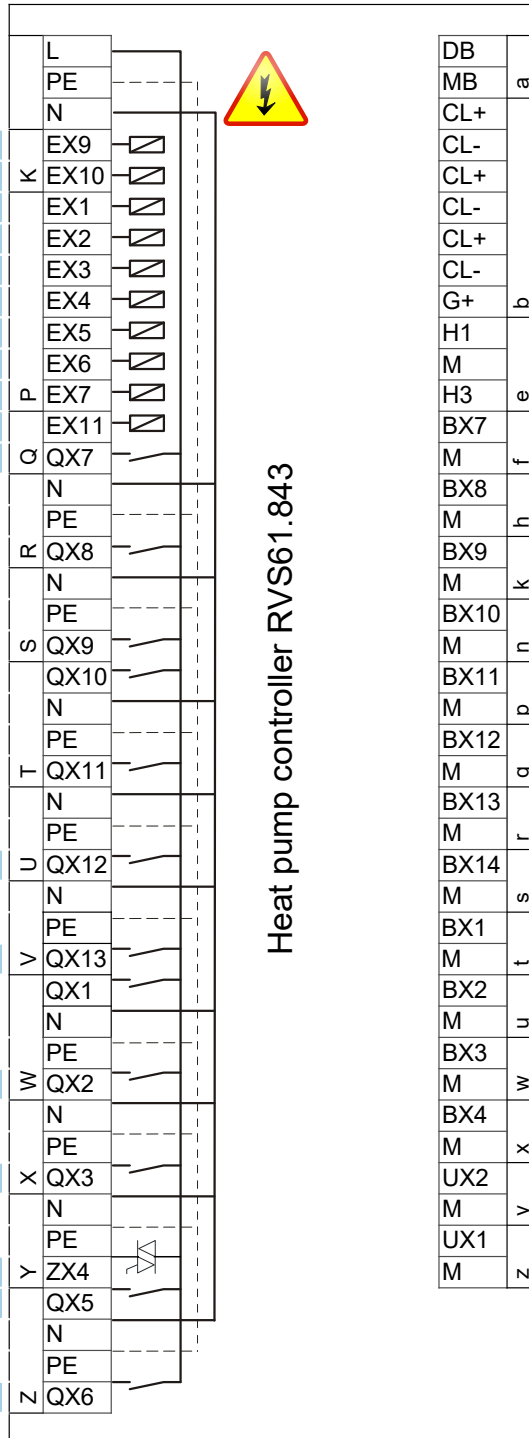 L
PE
N
K
EX9
EX10
P
EX1
EX2
EX3
EX4
EX5
EX6
EX7
Q
EX11
QX7
R
N
PE
QX8
S
N
PE
QX9
T
QX10
N
PE
QX11
U
N
PE
QX12
V
N
PE
QX13
W
QX1
N
PE
QX2
X
N
PE
QX3
Y
N
PE
ZX4
Z
QX5
N
PE
QX6
Heat pump controller RVS61.843
DB
MB
a
CL+
CL-
CL+
CL-
CL+
CL-
G+
b
H1
M
H3
e
BX7
M
f
BX8
M
h
BX9
M
k
BX10
M
n
BX11
M
p
BX12
M
q
BX13
M
r
BX14
M
s
BX1
M
t
BX2
M
u
BX3
M
w
BX4
M
x
UX2
M
v
UX1
M
z